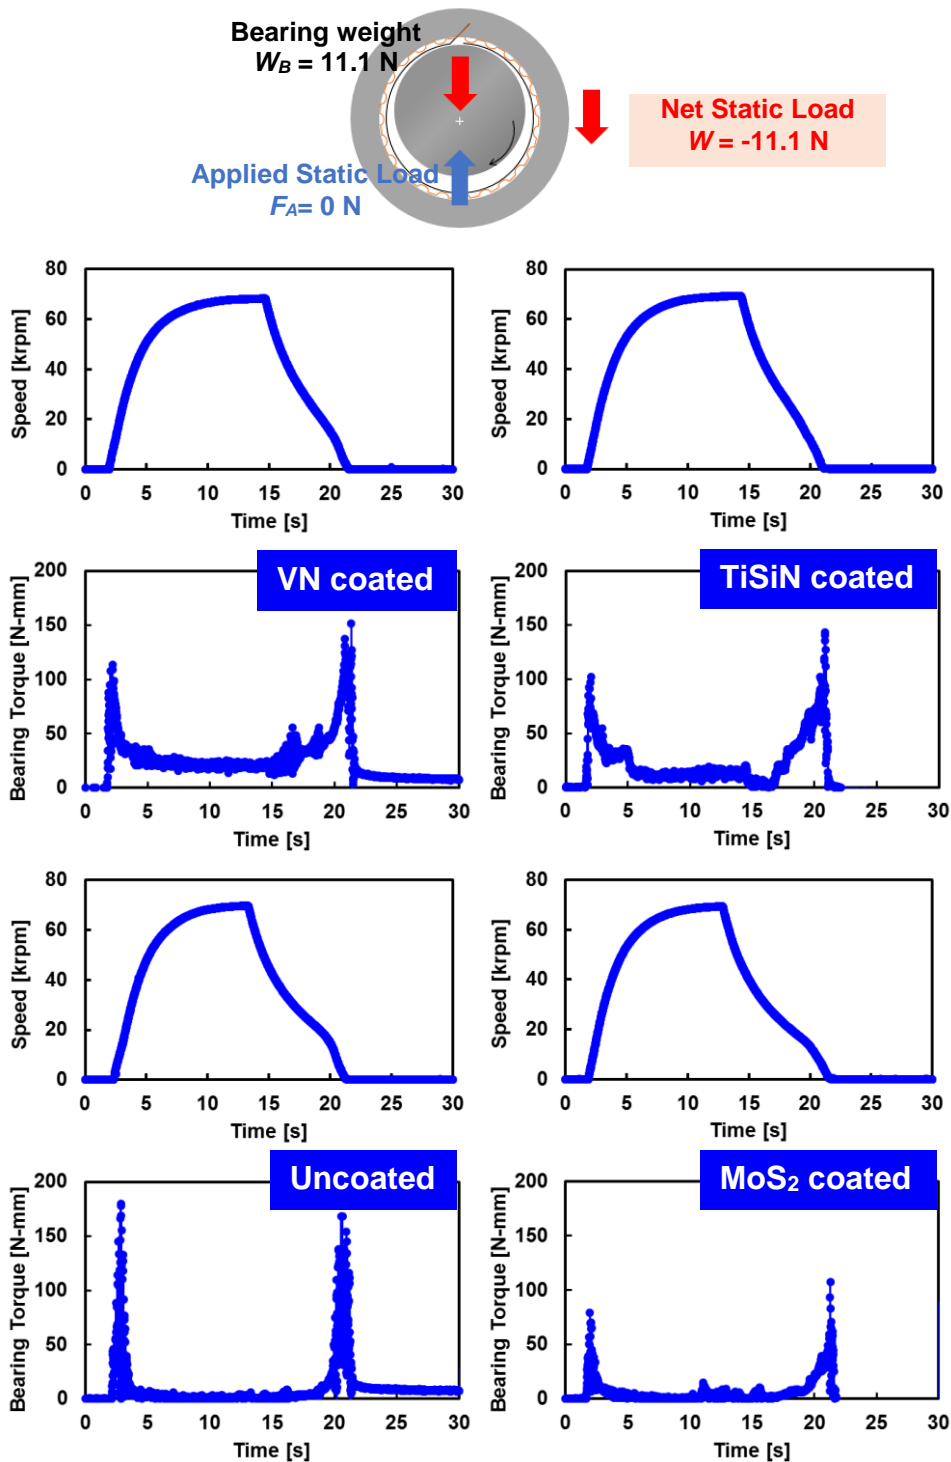 Bearing weight
W_B = 11.1 N
Net Static Load
W = -11.1 N
Applied Static Load
F_A= 0 N
80
60
40
20
0
Speed [krpm]
0 5 10 15 20 25 30
Time [s]
80
60
40
20
0
Speed [krpm]
0 5 10 15 20 25 30
Time [s]
VN coated
200
150
100
50
0
Bearing Torque [N-mm]
0 5 10 15 20 25 30
Time [s]
TiSiN coated
200
150
100
50
0
Bearing Torque [N-mm]
0 5 10 15 20 25 30
Time [s]
80
60
40
20
0
Speed [krpm]
0 5 10 15 20 25 30
Time [s]
80
60
40
20
0
Speed [krpm]
0 5 10 15 20 25 30
Time [s]
Uncoated
200
150
100
50
0
Bearing Torque [N-mm]
0 5 10 15 20 25 30
Time [s]
MoS₂ coated
200
150
100
50
0
Bearing Torque [N-mm]
0 5 10 15 20 25 30
Time [s]